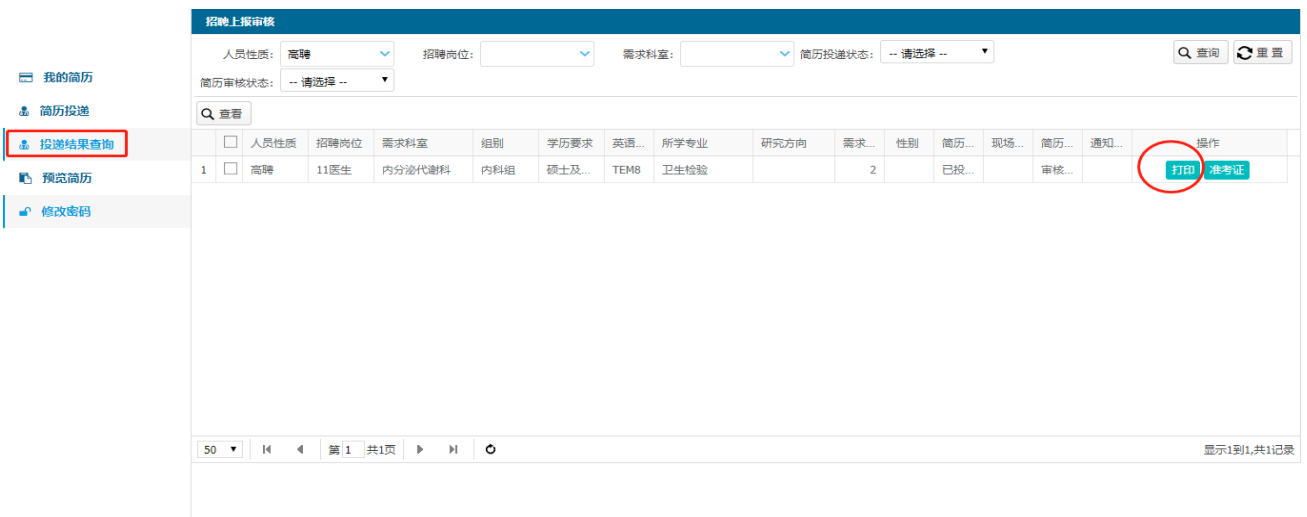 招聘上报审核
人员性质: 高聘 招聘岗位: 需求科室: 简历投递状态: -- 请选择 -- 查询 重置
简历审核状态: -- 请选择 --
我的简历
简历投递
投递结果查询
预览简历
修改密码
查看
人员性质 招聘岗位 需求科室 组别 学历要求 英语... 所学专业 研究方向 需求... 性别 简历... 现场... 简历... 通知... 操作
1 高聘 11医生 内分泌代谢科 内科组 硕士及... TEM8 卫生检验 2 已投... 审核... 打印 准考证
50 第 1 共1页 显示1到1,共1记录